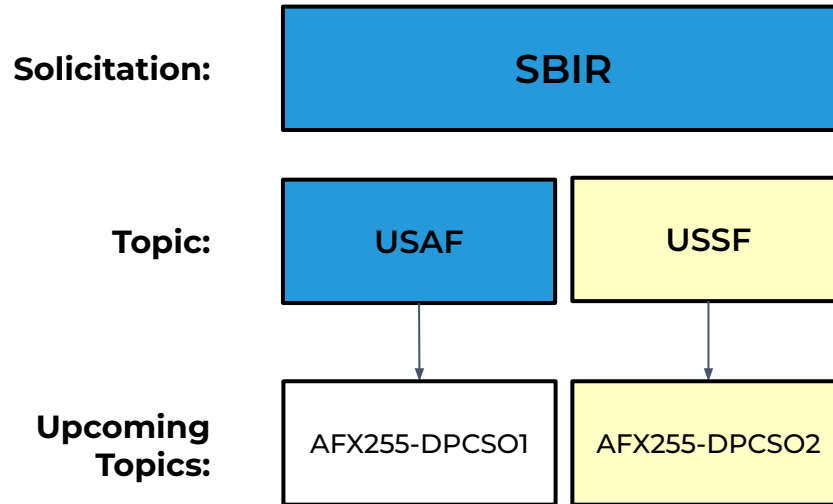 Solicitation:
SBIR
Topic:
USAF
USSF
Upcoming
Topics:
AFX255-DPCSO1
AFX255-DPCSO2